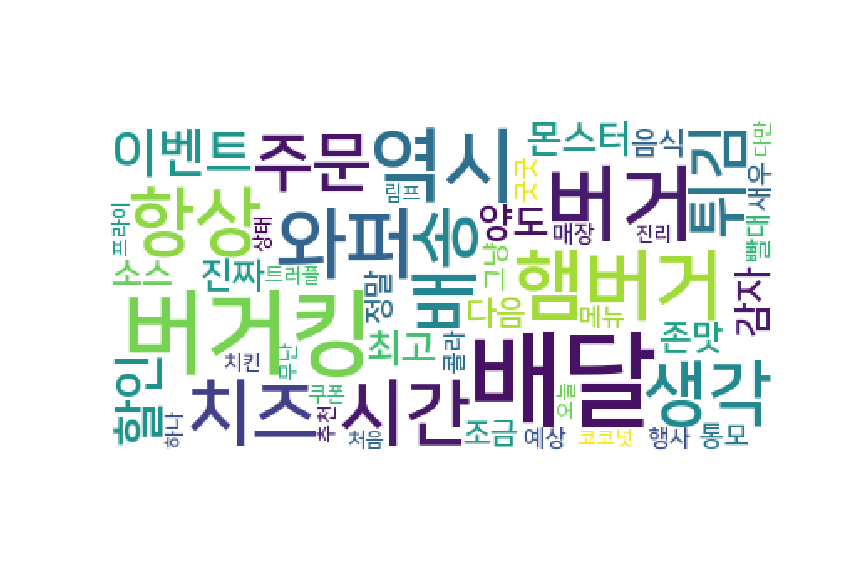 이벤트
주문
역시
몬스터
음식
튀김
다만
항상
와퍼
림프
배송
양도
굿굿
버거
매장
진리
새우
빨대
프라이
상태
소스
진짜
트러플
정말
그냥
햄버거
다음
메뉴
감자
버거킹
최고
콜라
배달
존맛
생각
할인
치킨
무난
쿠폰
치즈
시간
오늘
하나
추천
처음
조금
예상
코코넛
행사
통모